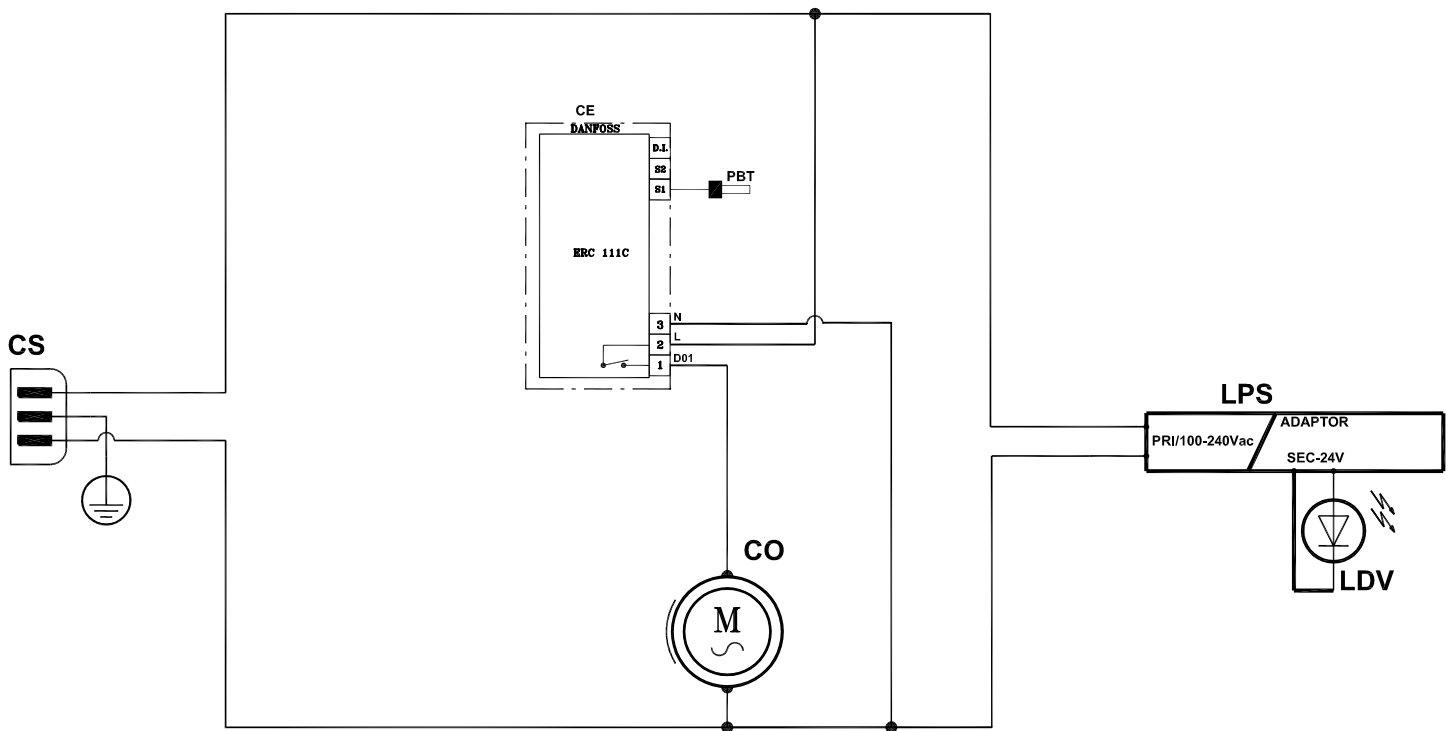 CE
DANFOSS
D.I.
S2
S1
PBT
ERC 111C
3
N
2
L
1
D01
CS
LPS
PRI/100-240Vac
ADAPTOR
SEC-24V
LDV
CO
M